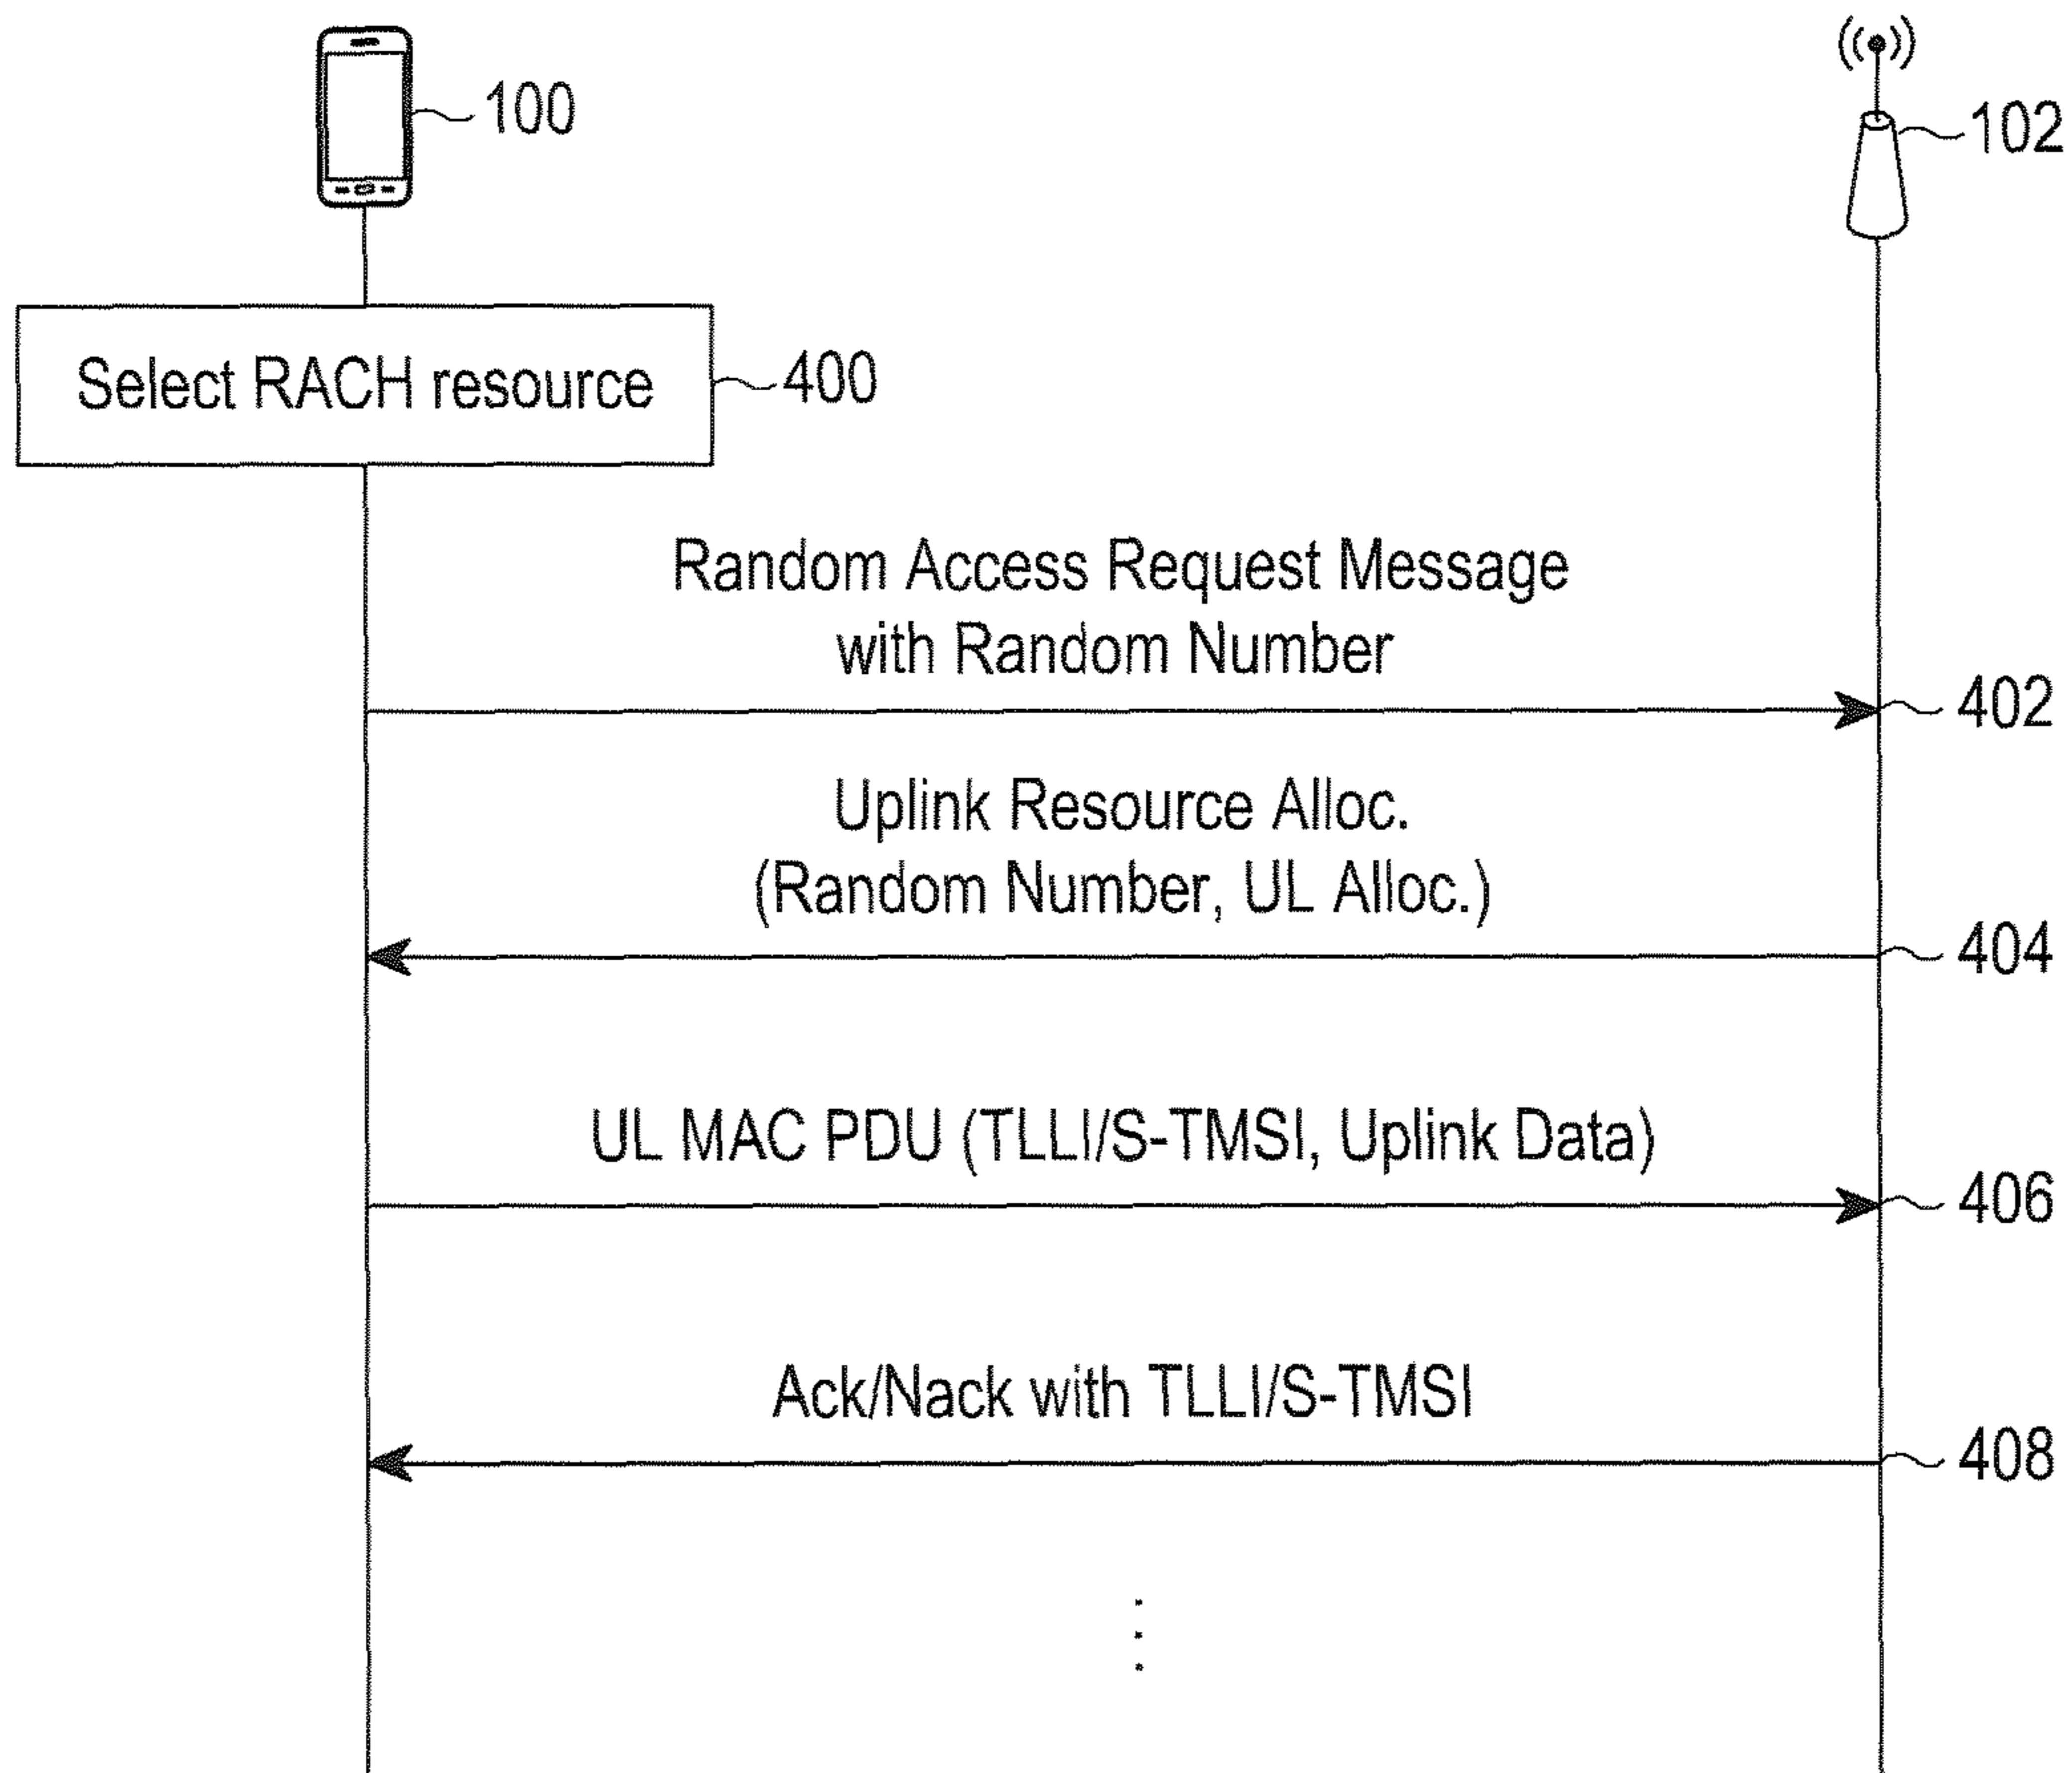 100
102
Select RACH resource
400
Random Access Request Message
with Random Number
402
Uplink Resource Alloc.
(Random Number, UL Alloc.)
404
UL MAC PDU (TLLI/S-TMSI, Uplink Data)
406
Ack/Nack with TLLI/S-TMSI
408